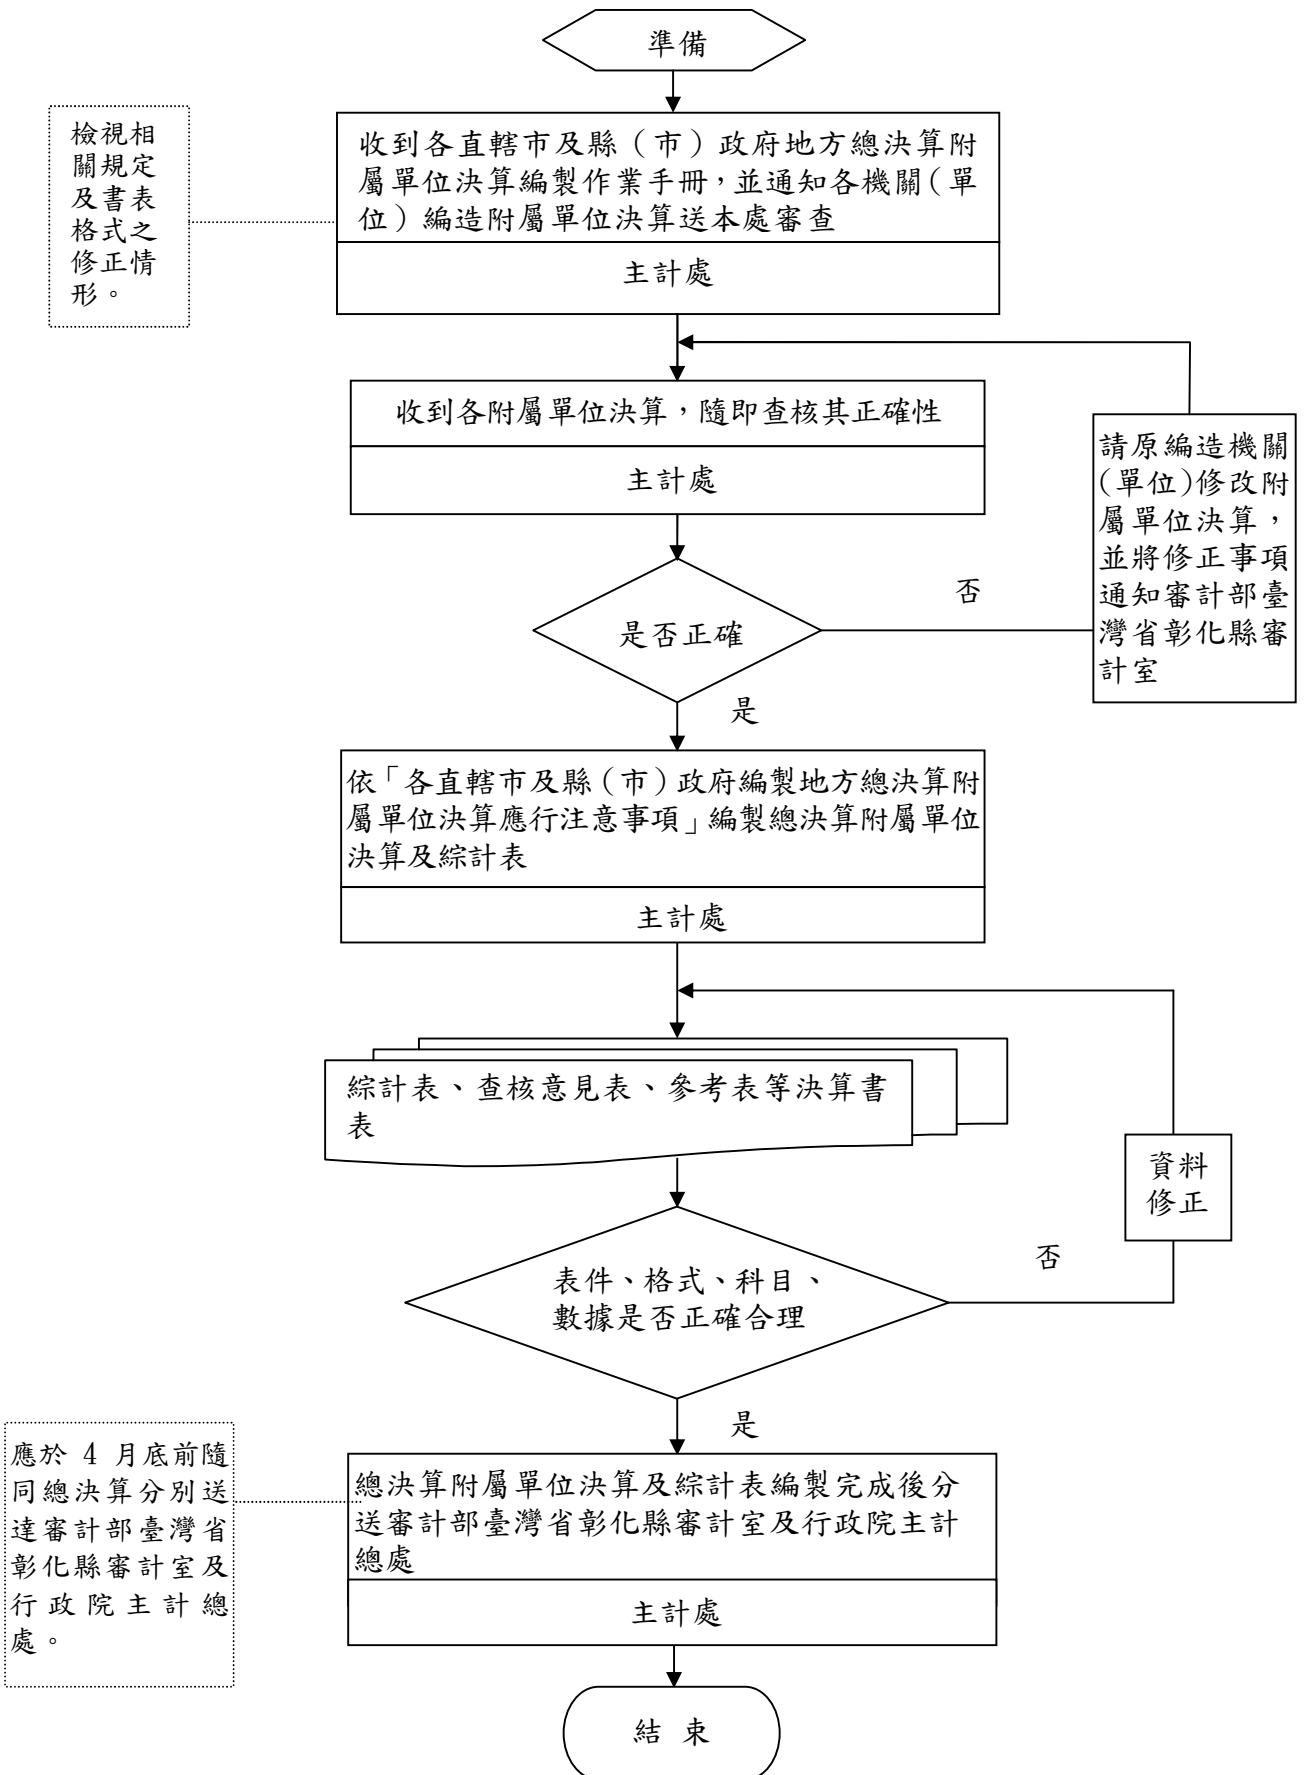 準備
檢視相
關規定
及書表
格式之
修正情
形。
收到各直轄市及縣（市）政府地方總決算附
屬單位決算編製作業手冊，並通知各機關（單
位）編造附屬單位決算送本處審查
主計處
收到各附屬單位決算，隨即查核其正確性
主計處
請原編造機關
(單位)修改附
屬單位決算，
並將修正事項
通知審計部臺
灣省彰化縣審
計室
是否正確
否
是
依「各直轄市及縣（市）政府編製地方總決算附
屬單位決算應行注意事項」編製總決算附屬單位
決算及綜計表
主計處
綜計表、查核意見表、參考表等決算書
表
資料
修正
表件、格式、科目、
數據是否正確合理
否
是
應於 4 月底前隨
同總決算分別送
達審計部臺灣省
彰化縣審計室及
行政院主計總
處。
總決算附屬單位決算及綜計表編製完成後分
送審計部臺灣省彰化縣審計室及行政院主計
總處
主計處
結 束